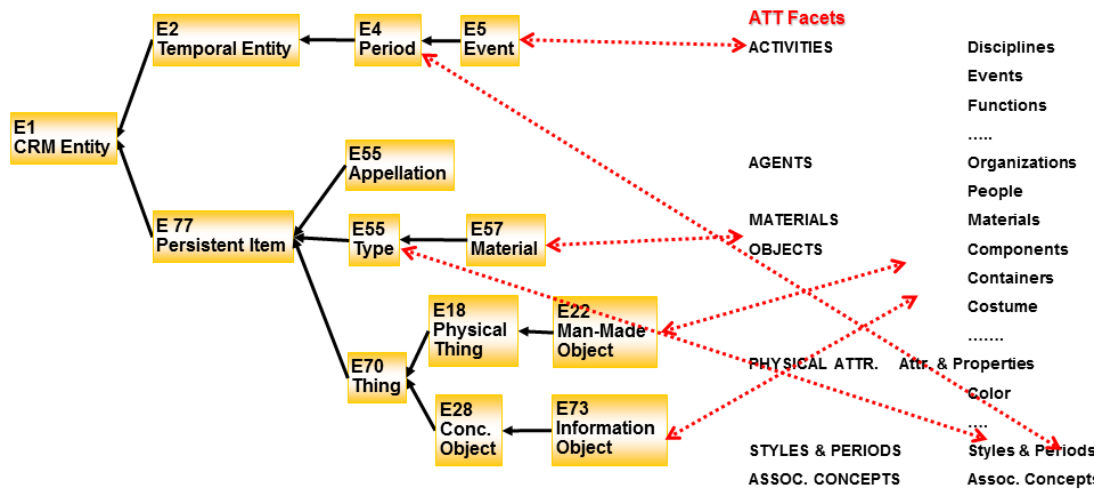 E2
Temporal Entity
E4
Period
E5
Event
E1
CRM Entity
E55
Appellation
E 77
Persistent Item
E55
Type
E57
Material
E18
Physical
Thing
E22
Man-Made
Object
E70
Thing
E28
Conc.
Object
E73
Information
Object
ATT Facets
ACTIVITIES Disciplines
Events
Functions
.....
AGENTS Organizations
People
MATERIALS Materials
OBJECTS Components
Containers
Costume
.......
PHYSICAL ATTR. Attr. & Properties
Color
....
STYLES & PERIODS Styles & Periods
ASSOC. CONCEPTS Assoc. Concepts